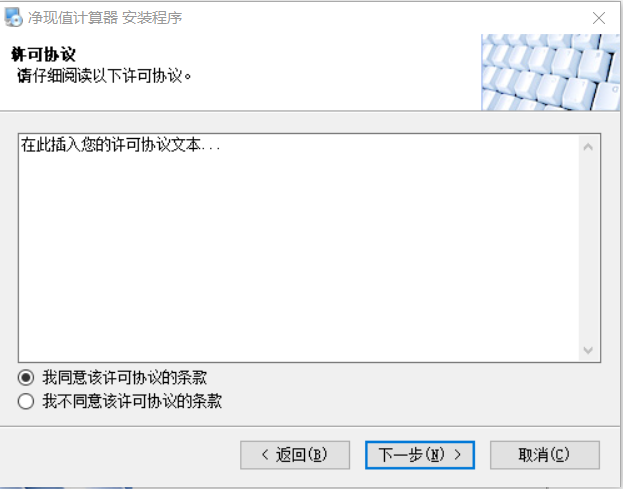 净现值计算器 安装程序
许可协议
请仔细阅读以下许可协议。
在此插入您的许可协议文本...
我同意该许可协议的条款
我不同意该许可协议的条款
< 返回(B)
下一步(N) >
取消(C)